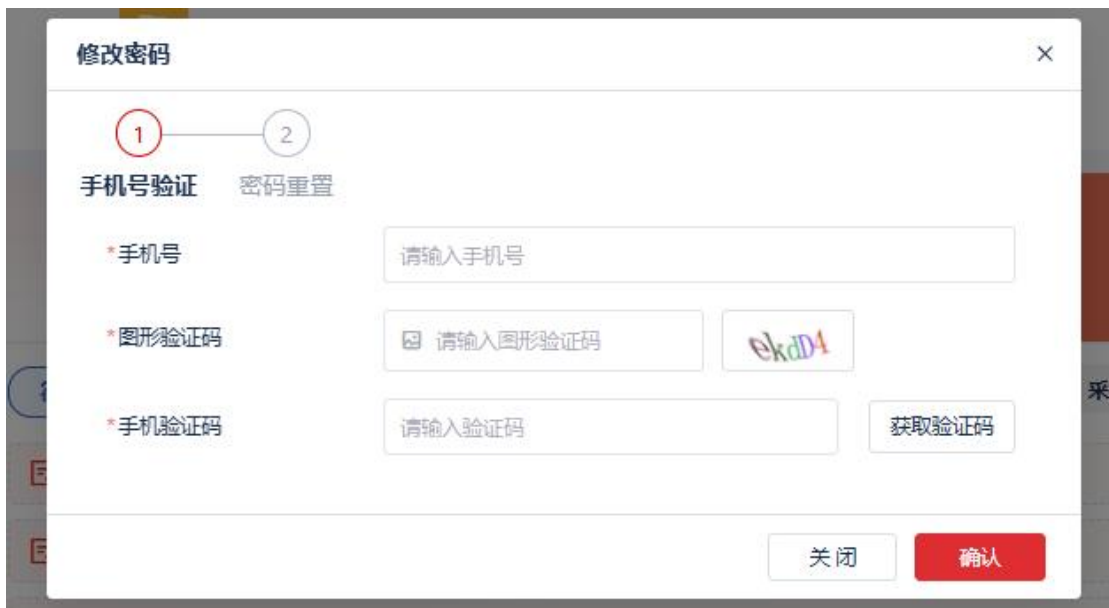 修改密码
1 2
手机号验证 密码重置
*手机号 请输入手机号
*图形验证码 请输入图形验证码 ekdD4
*手机验证码 请输入验证码 获取验证码
采
关闭 确认